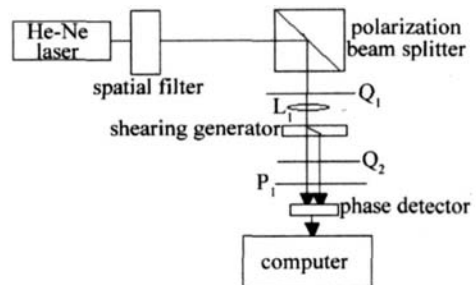 He-Ne
laser
spatial filter
polarization
beam splitter
Q1
L1
shearing generator
Q2
P1
phase detector
computer